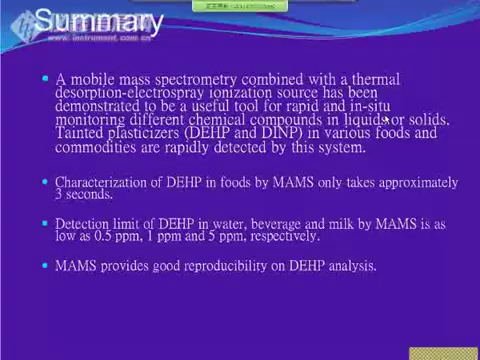 Summary
www.instrument.com.cn
A mobile mass spectrometry combined with a thermal
desorption-electrospray ionization source has been
demonstrated to be a useful tool for rapid and in-situ
monitoring different chemical compounds in liquids or solids.
Tainted plasticizers (DEHP and DINP) in various foods and
commodities are rapidly detected by this system.
Characterization of DEHP in foods by MAMS only takes approximately
3 seconds.
Detection limit of DEHP in water, beverage and milk by MAMS is as
low as 0.5 ppm, 1 ppm and 5 ppm, respectively.
MAMS provides good reproducibility on DEHP analysis.